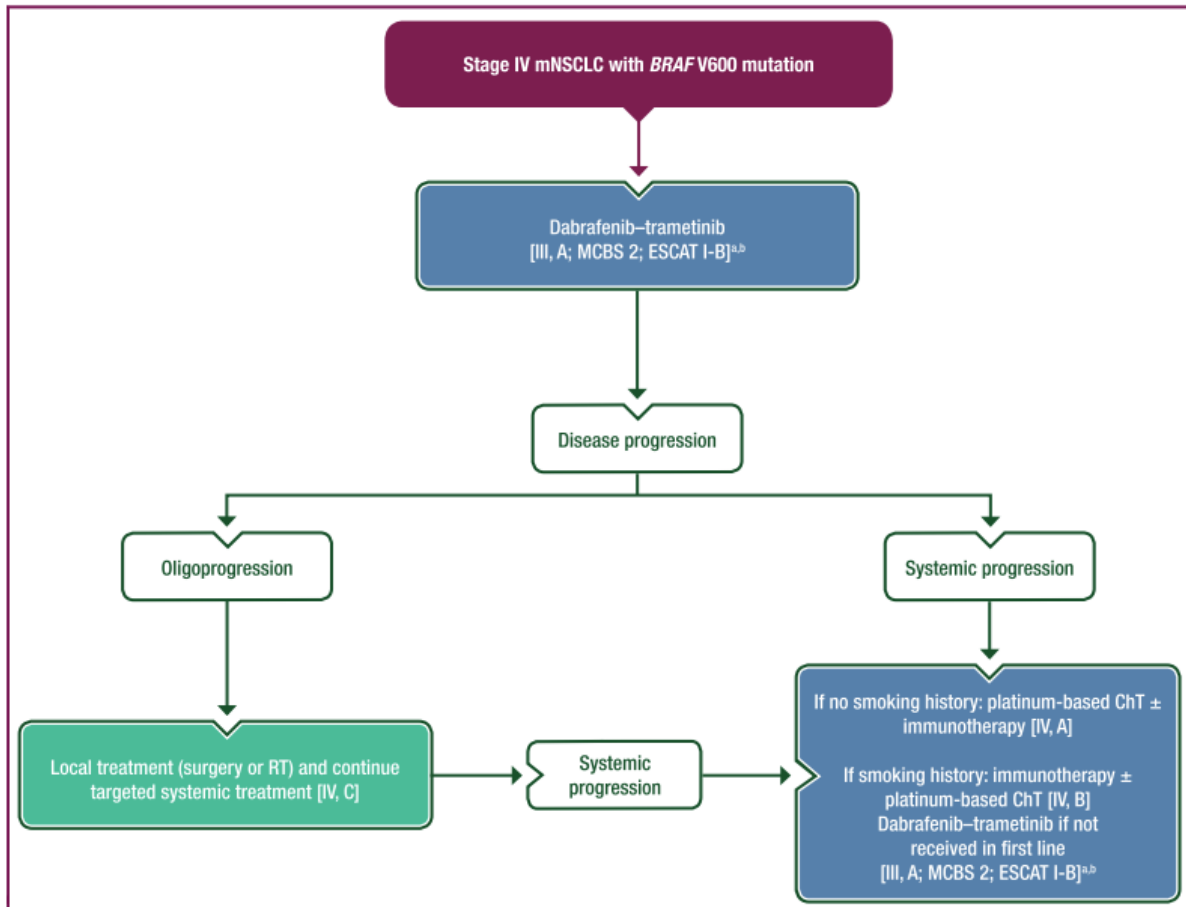 Stage IV mNSCLC with BRAF V600 mutation
Dabrafenib–trametinib
[III, A; MCBS 2; ESCAT I-B]a,b
Disease progression
Oligoprogression
Systemic progression
Local treatment (surgery or RT) and continue
targeted systemic treatment [IV, C]
Systemic
progression
If no smoking history: platinum-based ChT ±
immunotherapy [IV, A]
If smoking history: immunotherapy ±
platinum-based ChT [IV, B]
Dabrafenib–trametinib if not
received in first line
[III, A; MCBS 2; ESCAT I-B]a,b